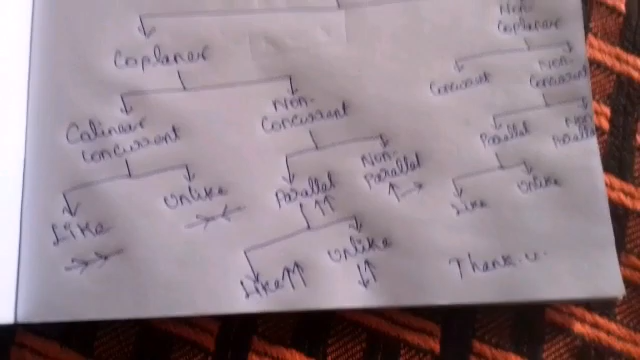 Coplanar
Non-
Coplanar
Colinear
Concurrent
Non-
Concurrent
Concurrent
Non-
Concurrent
Like
Unlike
Parallel
Non-
Parallel
Parallel
Non-
Parallel
Like
Unlike
Like
Unlike
Thank-u.